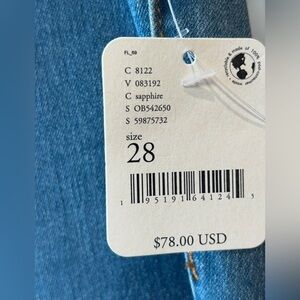 FL_09
C 8122
V 083192
C sapphire
S OB542650
S 59875732
size
28
1 95191 64124 5
$78.00 USD